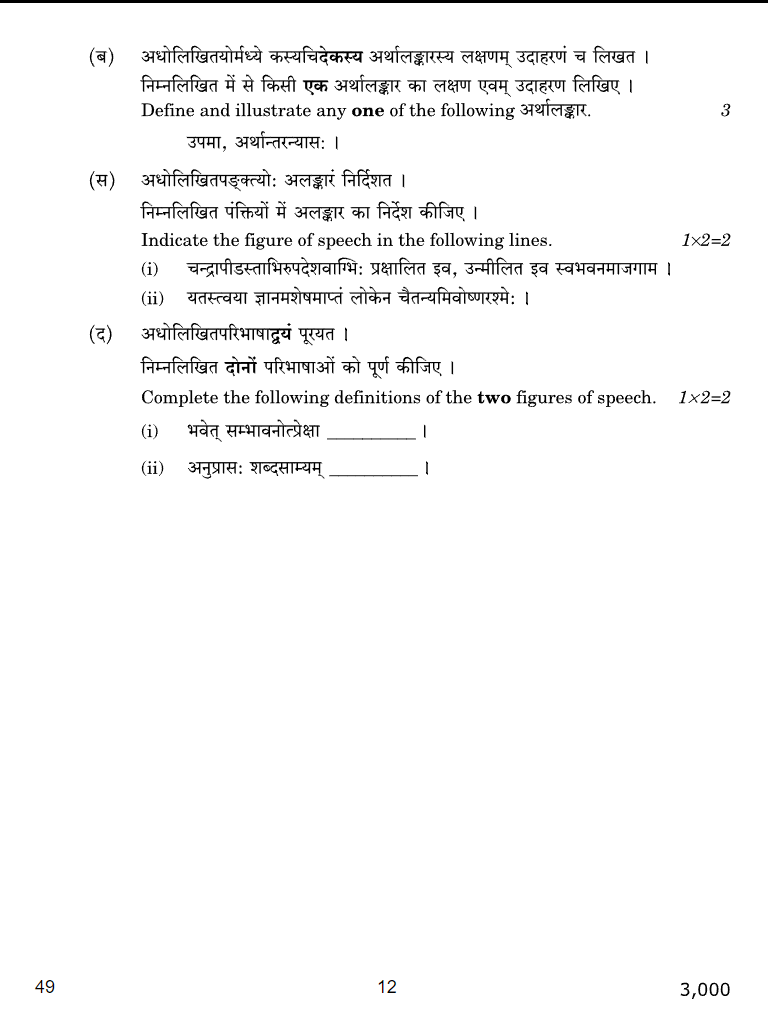 (ब) अधोलिखितयोर्मध्ये कस्यचिदेकस्य अर्थालङ्कारस्य लक्षणम् उदाहरणं च लिखत ।
निम्नलिखित में से किसी एक अर्थालङ्कार का लक्षण एवम् उदाहरण लिखिए ।
Define and illustrate any one of the following अर्थालङ्कार. 3
उपमा, अर्थान्तरन्यासः ।
(स) अधोलिखितपङ्क्त्योः अलङ्कारं निर्दिशत ।
निम्नलिखित पंक्तियों में अलङ्कार का निर्देश कीजिए ।
Indicate the figure of speech in the following lines. 1×2=2
(i) चन्द्रापीडस्ताभिरुपदेशवाग्भिः प्रक्षालित इव, उन्मीलित इव स्वभवनमाजगाम ।
(ii) यतस्त्वया ज्ञानमशेषमाप्तं लोकेन चैतन्यमिवोष्णरश्मेः ।
(द) अधोलिखितपरिभाषाद्वयं पूरयत ।
निम्नलिखित दोनों परिभाषाओं को पूर्ण कीजिए ।
Complete the following definitions of the two figures of speech. 1×2=2
(i) भवेत् सम्भावनोत्प्रेक्षा __________ ।
(ii) अनुप्रासः शब्दसाम्यम् __________ ।
49 12 3,000